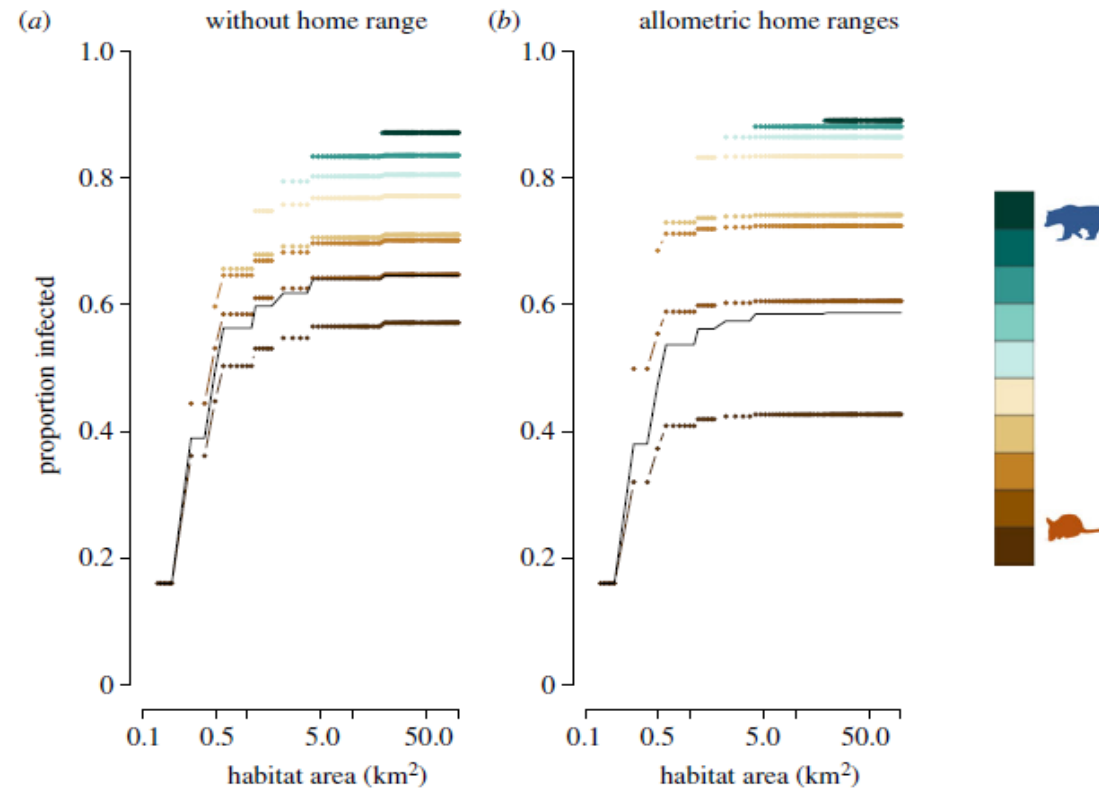 (a) without home range
(b) allometric home ranges
proportion infected
1.0
0.8
0.6
0.4
0.2
0
0.1 0.5 5.0 50.0
habitat area (km²)
1.0
0.8
0.6
0.4
0.2
0
0.1 0.5 5.0 50.0
habitat area (km²)